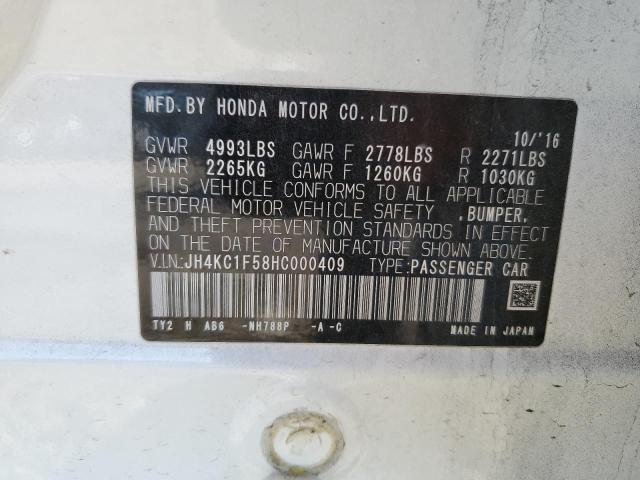 MFD. BY HONDA MOTOR CO., LTD.
10/'16
GVWR 4993LBS GAWR F 2778LBS R 2271LBS
GVWR 2265KG GAWR F 1260KG R 1030KG
THIS VEHICLE CONFORMS TO ALL APPLICABLE
FEDERAL MOTOR VEHICLE SAFETY ,BUMPER,
AND THEFT PREVENTION STANDARDS IN EFFECT
ON THE DATE OF MANUFACTURE SHOWN ABOVE.
V.I.N:JH4KC1F58HC000409 TYPE:PASSENGER CAR
TY2 H AB6 -NH788P -A -C MADE IN JAPAN